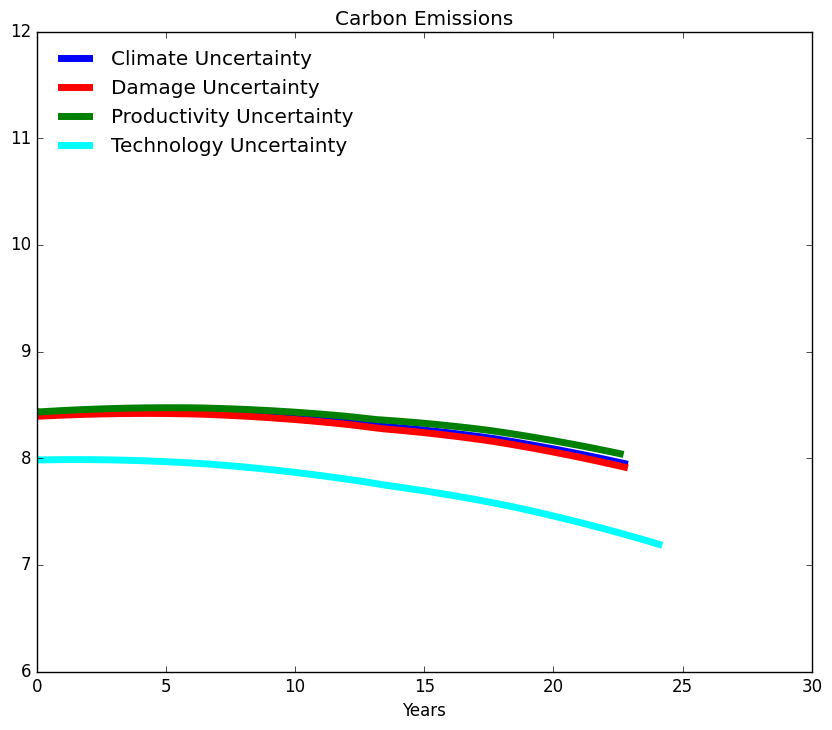 Carbon Emissions
12
11
10
9
8
7
6
Climate Uncertainty
Damage Uncertainty
Productivity Uncertainty
Technology Uncertainty
0 5 10 15 20 25 30
Years